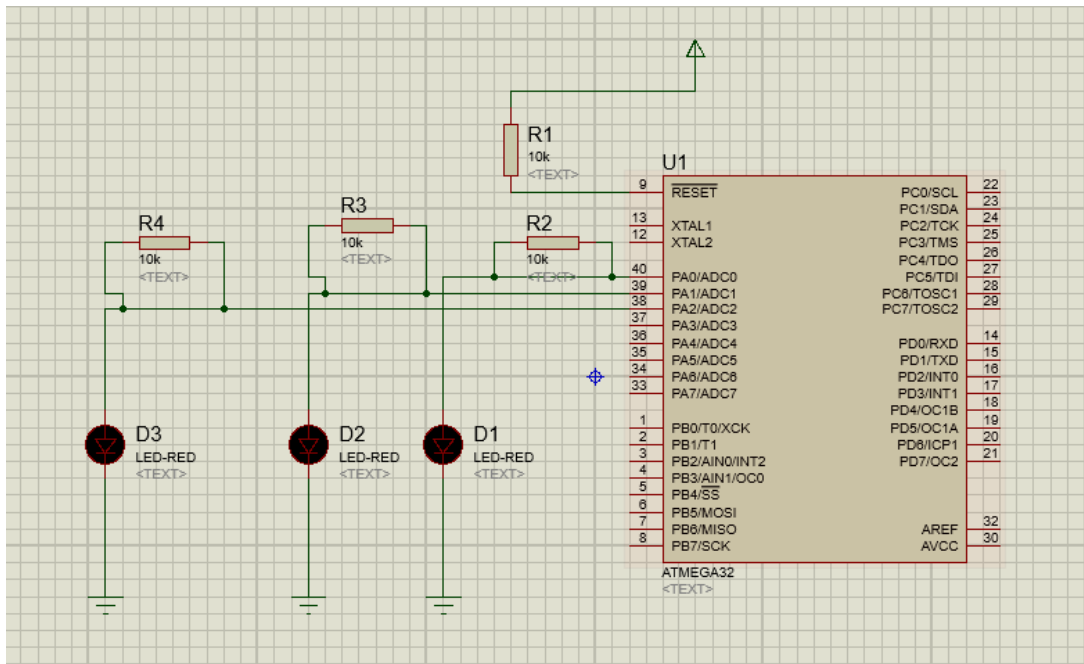 R1
10k
<TEXT>
U1
R4
10k
<TEXT>
R3
10k
<TEXT>
R2
10k
<TEXT>
9 RESET
13 XTAL1
12 XTAL2
40 PA0/ADC0
39 PA1/ADC1
38 PA2/ADC2
37 PA3/ADC3
36 PA4/ADC4
35 PA5/ADC5
34 PA6/ADC6
33 PA7/ADC7
1 PB0/T0/XCK
2 PB1/T1
3 PB2/AIN0/INT2
4 PB3/AIN1/OC0
5 PB4/SS
6 PB5/MOSI
7 PB6/MISO
8 PB7/SCK
PC0/SCL 22
PC1/SDA 23
PC2/TCK 24
PC3/TMS 25
PC4/TDO 26
PC5/TDI 27
PC6/TOSC1 28
PC7/TOSC2 29
PD0/RXD 14
PD1/TXD 15
PD2/INT0 16
PD3/INT1 17
PD4/OC1B 18
PD5/OC1A 19
PD6/ICP1 20
PD7/OC2 21
AREF 32
AVCC 30
ATMEGA32
<TEXT>
D3
LED-RED
<TEXT>
D2
LED-RED
<TEXT>
D1
LED-RED
<TEXT>